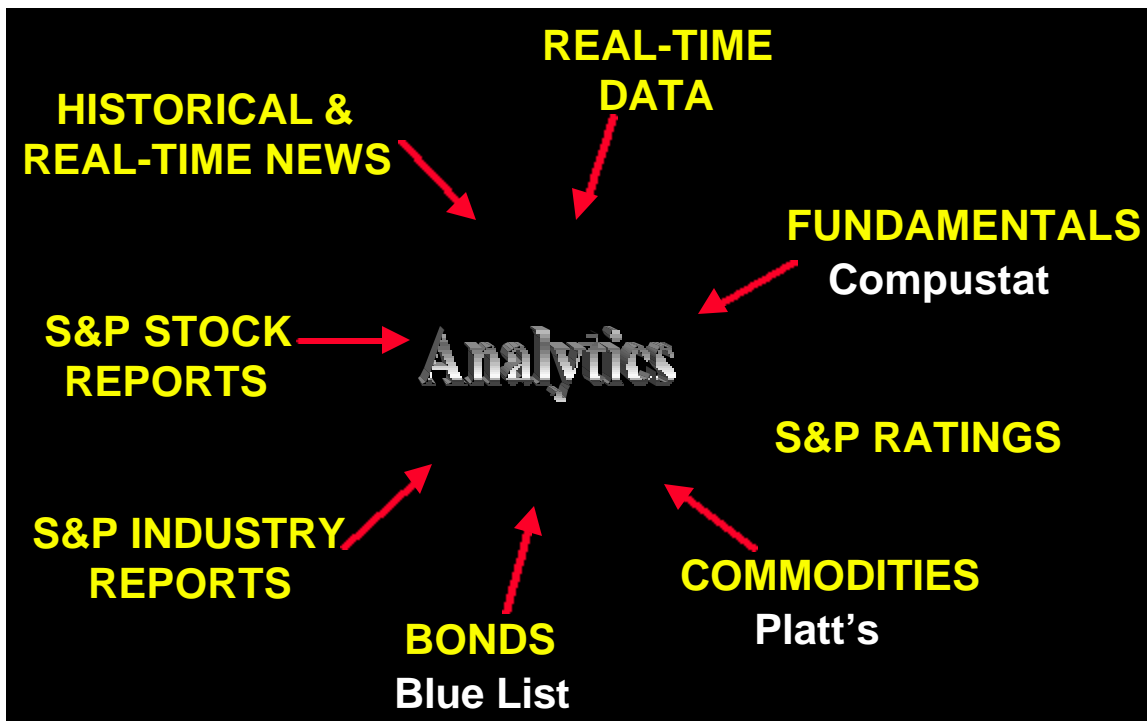 REAL-TIME
DATA
HISTORICAL &
REAL-TIME NEWS
FUNDAMENTALS
Compustat
S&P STOCK
REPORTS
Analytics
S&P RATINGS
S&P INDUSTRY
REPORTS
COMMODITIES
Platt’s
BONDS
Blue List